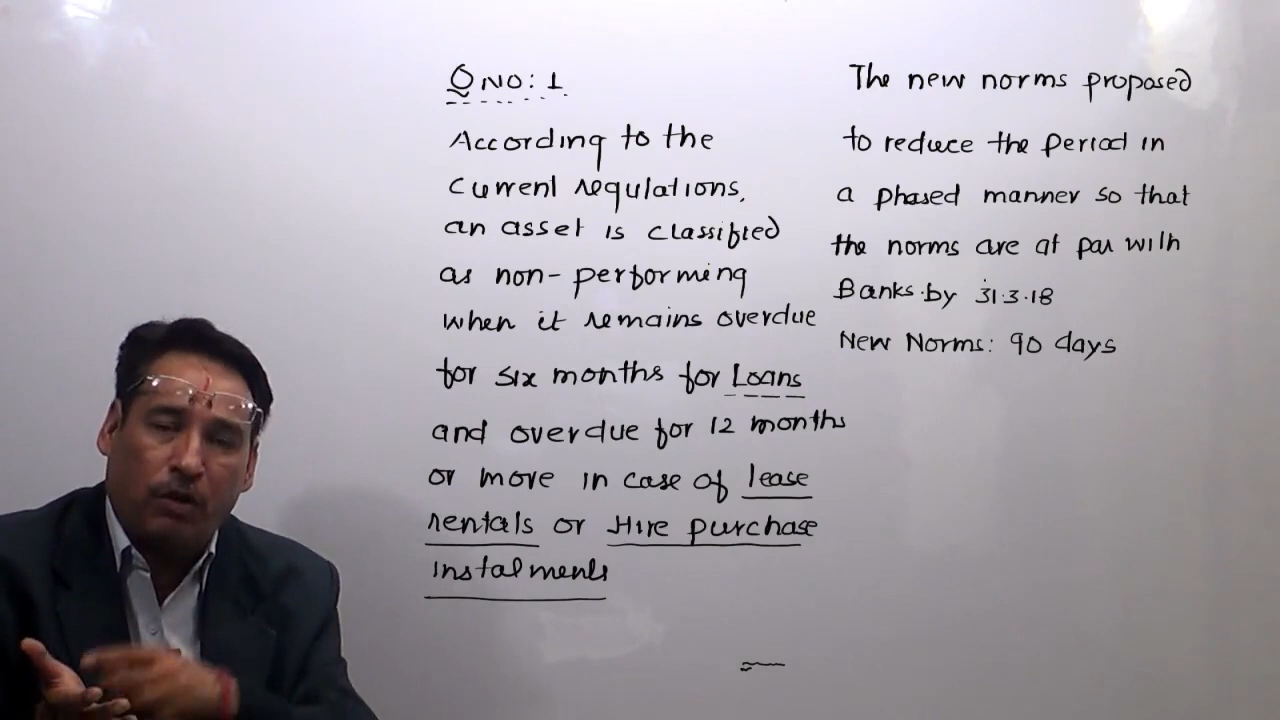 Q NO: 1
According to the
current regulations,
an asset is classified
as non-performing
when it remains overdue
for six months for Loans
and overdue for 12 months
or more in case of lease
rentals or Hire purchase
instalments
The new norms proposed
to reduce the period in
a phased manner so that
the norms are at par with
Banks by 31.3.18
New Norms: 90 days